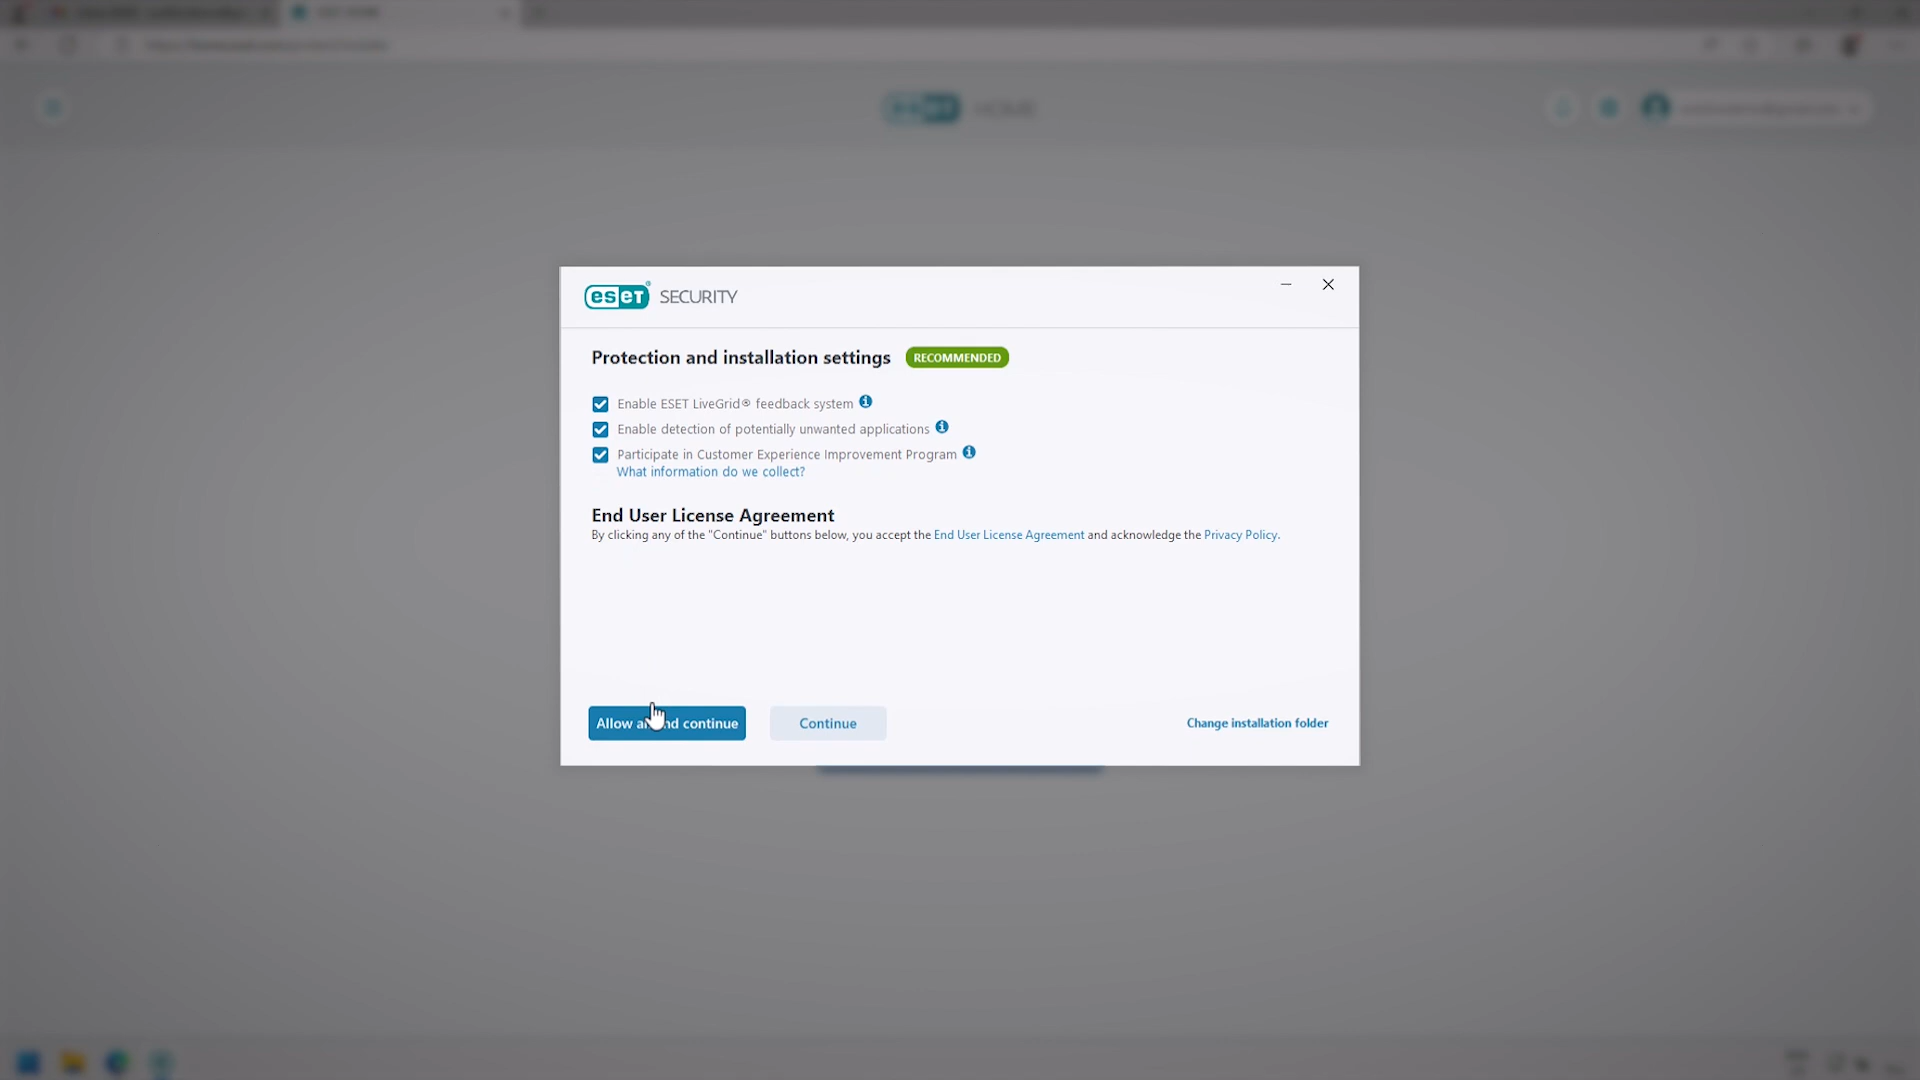 eset HOME
eset® SECURITY
Protection and installation settings RECOMMENDED
Enable ESET LiveGrid® feedback system
Enable detection of potentially unwanted applications
Participate in Customer Experience Improvement Program
What information do we collect?
End User License Agreement
By clicking any of the "Continue" buttons below, you accept the End User License Agreement and acknowledge the Privacy Policy.
Allow and continue
Continue
Change installation folder